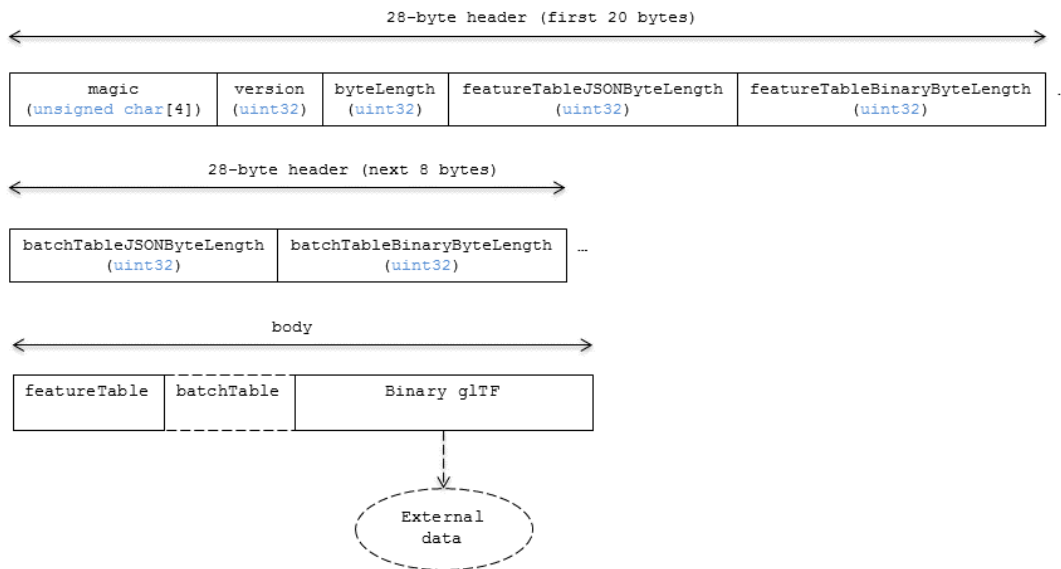 28-byte header (first 20 bytes)
magic version byteLength featureTableJSONByteLength featureTableBinaryByteLength
(unsigned char[4]) (uint32) (uint32) (uint32) (uint32)
…
28-byte header (next 8 bytes)
batchTableJSONByteLength batchTableBinaryByteLength …
(uint32) (uint32)
body
featureTable batchTable Binary glTF
External
data